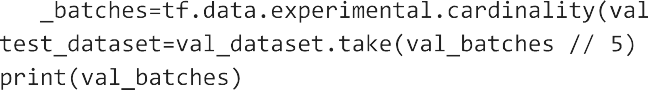 _batches=tf.data.experimental.cardinality(val
test_dataset=val_dataset.take(val_batches // 5)
print(val_batches)